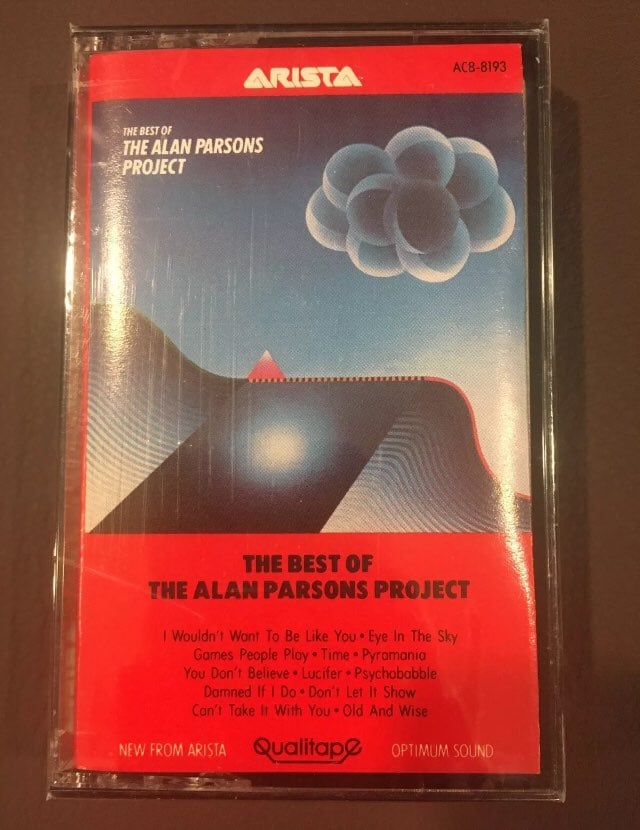 ARISTA
AC8-8193
THE BEST OF
THE ALAN PARSONS
PROJECT
THE BEST OF
THE ALAN PARSONS PROJECT
I Wouldn't Want To Be Like You • Eye In The Sky
Games People Play • Time • Pyramania
You Don't Believe • Lucifer • Psychobabble
Damned If I Do • Don't Let It Show
Can't Take It With You • Old And Wise
NEW FROM ARISTA
Qualitape
OPTIMUM SOUND